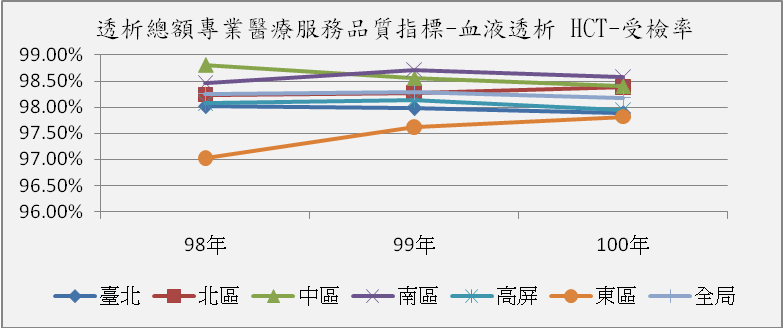 透析總額專業醫療服務品質指標-血液透析 HCT-受檢率
99.00%
98.50%
98.00%
97.50%
97.00%
96.50%
96.00%
98年 99年 100年
臺北 北區 中區 南區 高屏 東區 全局